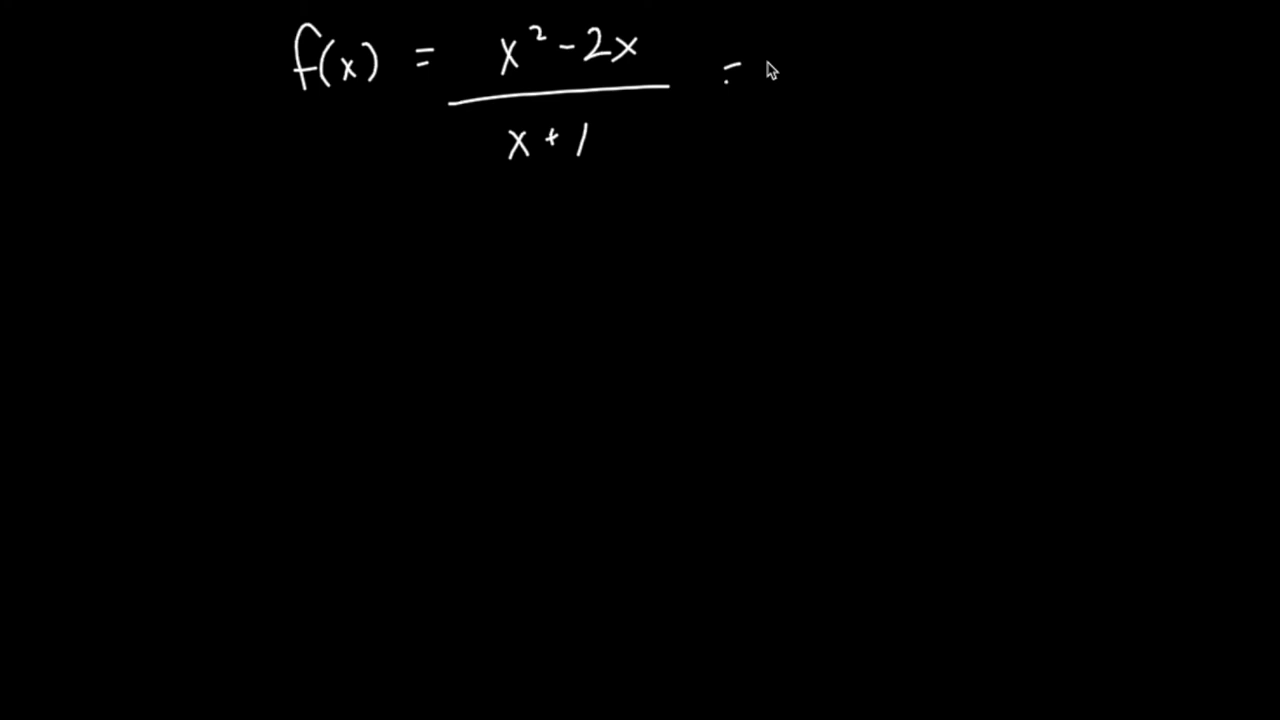 f(x) = x² - 2x / x + 1 =